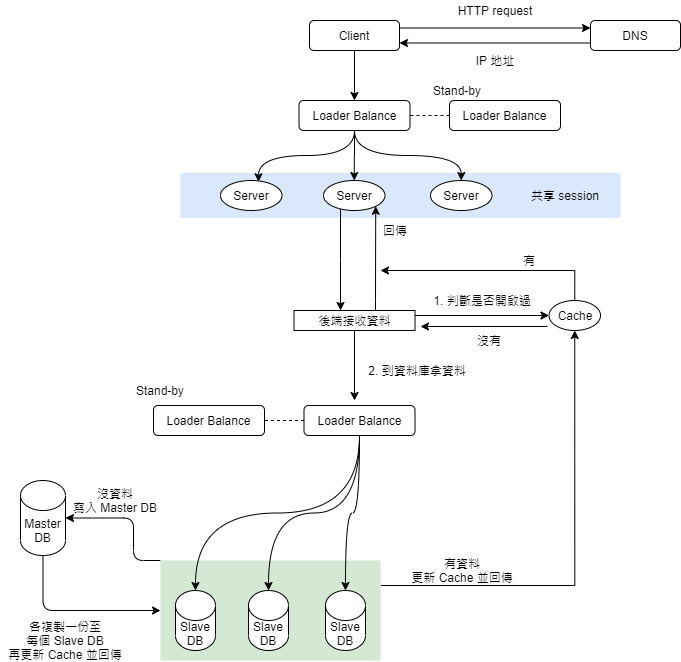 HTTP request
Client
DNS
IP 地址
Stand-by
Loader Balance
Loader Balance
Server
Server
Server
共享 session
回傳
有
1. 判斷是否開啟過
後端接收資料
Cache
沒有
2. 到資料庫拿資料
Stand-by
Loader Balance
Loader Balance
沒資料
寫入 Master DB
Master
DB
有資料
更新 Cache 並回傳
Slave
DB
Slave
DB
Slave
DB
各複製一份至
每個 Slave DB
再更新 Cache 並回傳